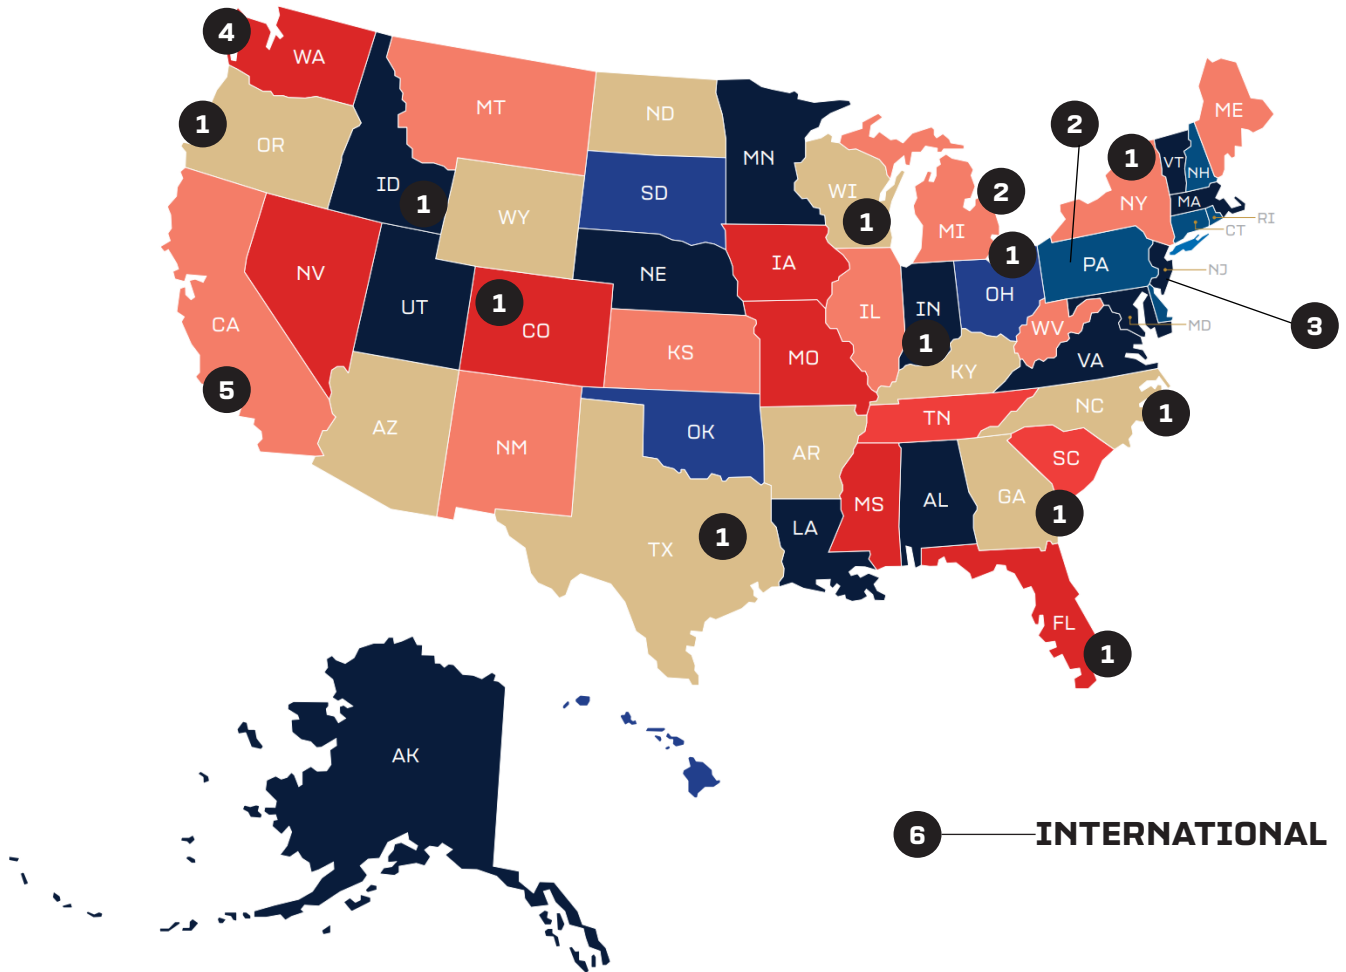 4
WA
1
OR
MT
ND
MN
ID
1
WY
SD
WI
1
2
MI
2
1
VT
NH
ME
NY
MA
RI
CT
NV
UT
1
CO
NE
IA
IL
IN
1
1
OH
PA
NJ
MD
3
CA
5
KS
MO
KY
WV
VA
AZ
NM
OK
AR
TN
NC
1
SC
TX
1
LA
MS
AL
GA
1
FL
1
AK
6
INTERNATIONAL